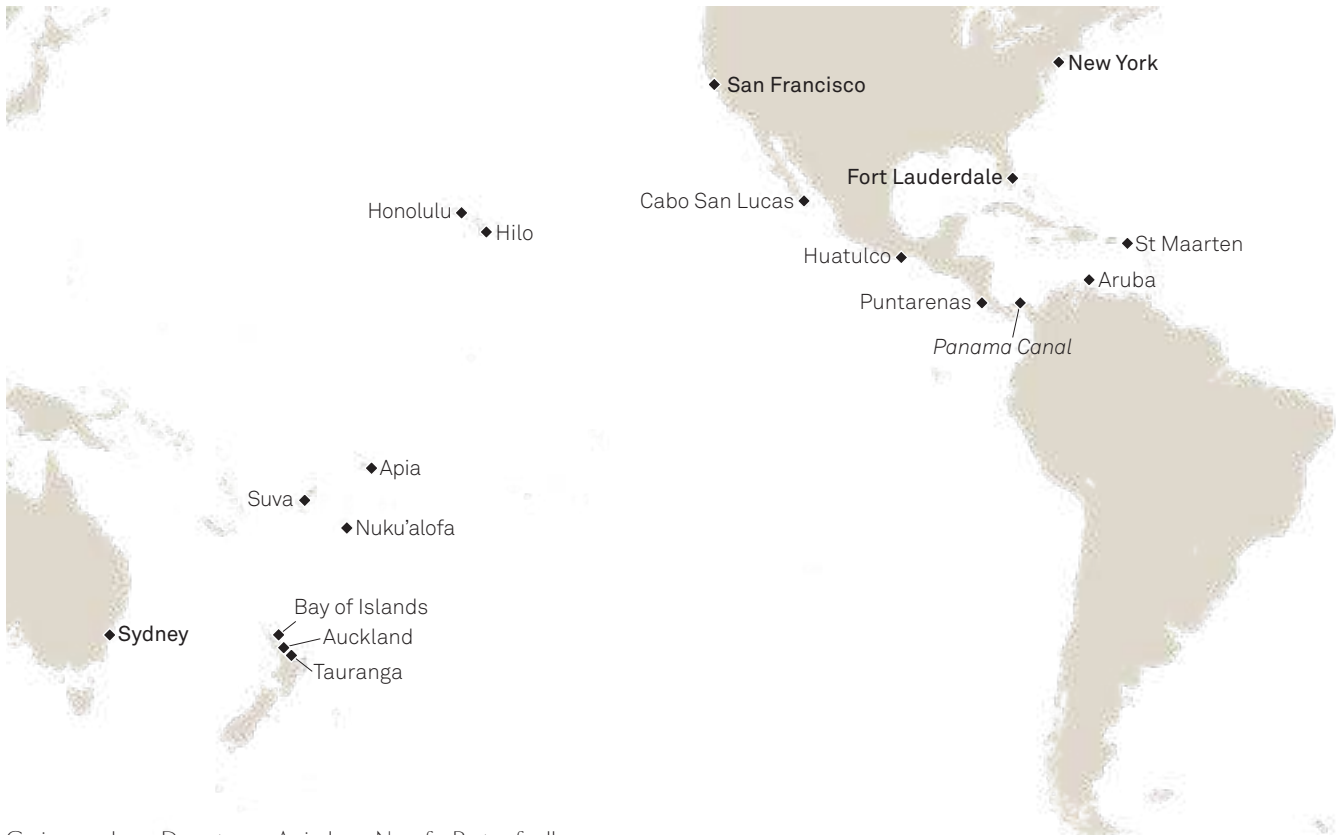 New York
San Francisco
Fort Lauderdale
Cabo San Lucas
Honolulu
Hilo
St Maarten
Huatulco
Aruba
Puntarenas
Panama Canal
Apia
Suva
Nuku'alofa
Bay of Islands
Sydney
Auckland
Tauranga